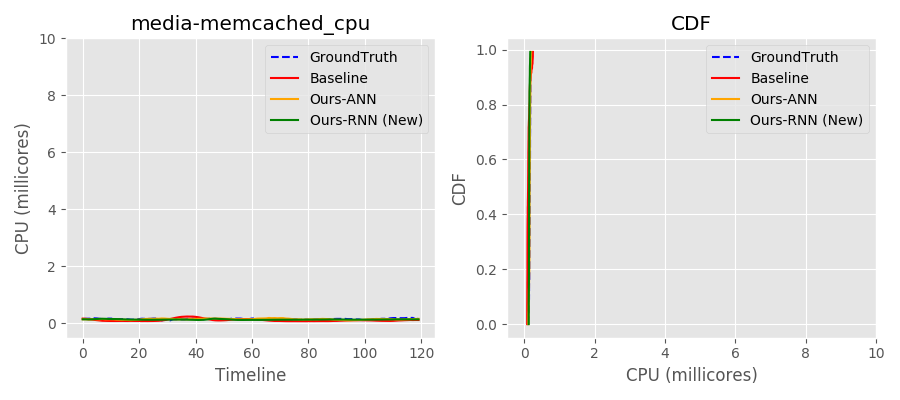 media-memcached_cpu
CPU (millicores)
10
8
6
4
2
0
0 20 40 60 80 100 120
Timeline
GroundTruth
Baseline
Ours-ANN
Ours-RNN (New)
CDF
CDF
1.0
0.8
0.6
0.4
0.2
0.0
0 2 4 6 8 10
CPU (millicores)
GroundTruth
Baseline
Ours-ANN
Ours-RNN (New)